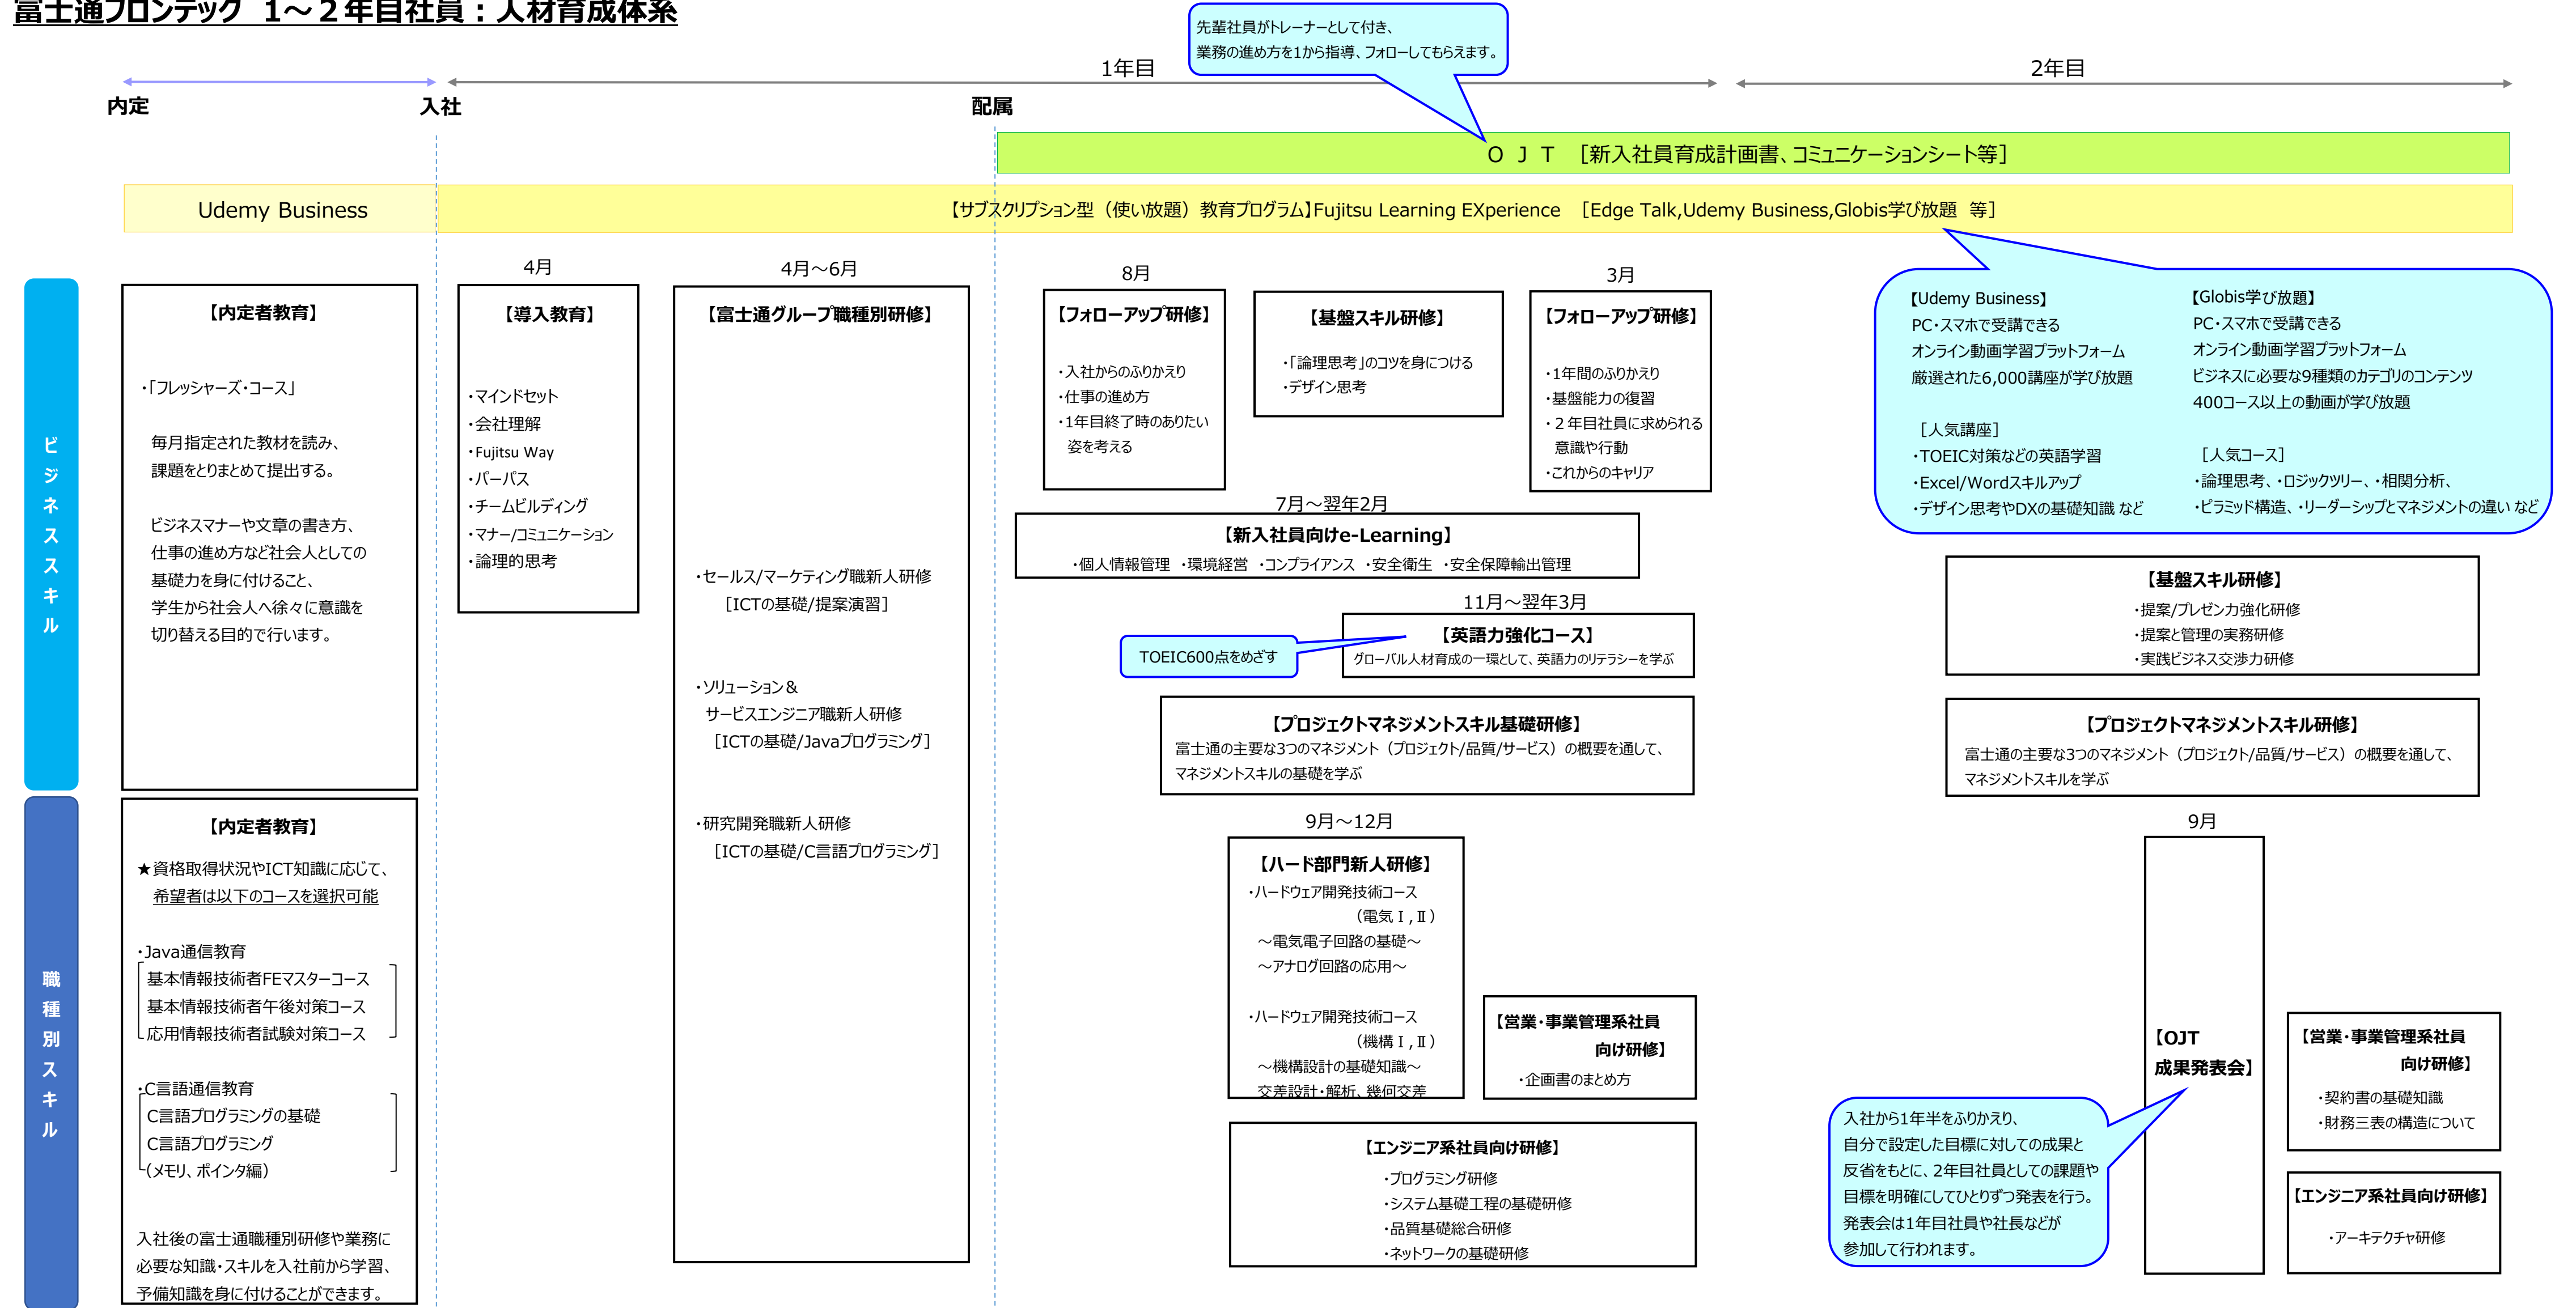 富士通フロンテック 1～２年目社員：人材育成体系
先輩社員がトレーナーとして付き、
業務の進め方を1から指導、フォローしてもらえます。
1年目
2年目
内定
入社
配属
ＯＪＴ ［新入社員育成計画書、コミュニケーションシート等］
Udemy Business
【サブスクリプション型（使い放題）教育プログラム】Fujitsu Learning EXperience ［Edge Talk,Udemy Business,Globis学び放題 等］
ビジネススキル
【内定者教育】
・「フレッシャーズ・コース」
毎月指定された教材を読み、
課題をとりまとめて提出する。
ビジネスマナーや文章の書き方、
仕事の進め方など社会人としての
基礎力を身に付けること、
学生から社会人へ徐々に意識を
切り替える目的で行います。
4月
【導入教育】
・マインドセット
・会社理解
・Fujitsu Way
・パーパス
・チームビルディング
・マナー/コミュニケーション
・論理的思考
4月～6月
【富士通グループ職種別研修】
・セールス/マーケティング職新人研修
［ICTの基礎/提案演習］
・ソリューション＆
サービスエンジニア職新人研修
［ICTの基礎/Javaプログラミング］
・研究開発職新人研修
［ICTの基礎/C言語プログラミング］
8月
【フォローアップ研修】
・入社からのふりかえり
・仕事の進め方
・1年目終了時のありたい
姿を考える
【基盤スキル研修】
・「論理思考」のコツを身につける
・デザイン思考
3月
【フォローアップ研修】
・1年間のふりかえり
・基盤能力の復習
・２年目社員に求められる
意識や行動
・これからのキャリア
【Udemy Business】
PC・スマホで受講できる
オンライン動画学習プラットフォーム
厳選された6,000講座が学び放題
［人気講座］
・TOEIC対策などの英語学習
・Excel/Wordスキルアップ
・デザイン思考やDXの基礎知識 など
【Globis学び放題】
PC・スマホで受講できる
オンライン動画学習プラットフォーム
ビジネスに必要な9種類のカテゴリのコンテンツ
400コース以上の動画が学び放題
［人気コース］
・論理思考、・ロジックツリー、・相関分析、
・ピラミッド構造、・リーダーシップとマネジメントの違い など
7月～翌年2月
【新入社員向けe-Learning】
・個人情報管理 ・環境経営 ・コンプライアンス ・安全衛生 ・安全保障輸出管理
11月～翌年3月
【英語力強化コース】
グローバル人材育成の一環として、英語力のリテラシーを学ぶ
TOEIC600点をめざす
【プロジェクトマネジメントスキル基礎研修】
富士通の主要な3つのマネジメント（プロジェクト/品質/サービス）の概要を通して、
マネジメントスキルの基礎を学ぶ
【基盤スキル研修】
・提案/プレゼン力強化研修
・提案と管理の実務研修
・実践ビジネス交渉力研修
【プロジェクトマネジメントスキル研修】
富士通の主要な3つのマネジメント（プロジェクト/品質/サービス）の概要を通して、
マネジメントスキルを学ぶ
職種別スキル
【内定者教育】
★資格取得状況やICT知識に応じて、
希望者は以下のコースを選択可能
・Java通信教育
基本情報技術者FEマスターコース
基本情報技術者午後対策コース
応用情報技術者試験対策コース
・C言語通信教育
C言語プログラミングの基礎
C言語プログラミング
（メモリ、ポインタ編）
入社後の富士通職種別研修や業務に
必要な知識・スキルを入社前から学習、
予備知識を身に付けることができます。
9月～12月
【ハード部門新人研修】
・ハードウェア開発技術コース
（電気Ⅰ,Ⅱ）
～電気電子回路の基礎～
～アナログ回路の応用～
・ハードウェア開発技術コース
（機構Ⅰ,Ⅱ）
～機構設計の基礎知識～
交差設計・解析、幾何交差
【営業・事業管理系社員
向け研修】
・企画書のまとめ方
【エンジニア系社員向け研修】
・プログラミング研修
・システム基礎工程の基礎研修
・品質基礎総合研修
・ネットワークの基礎研修
9月
【OJT
成果発表会】
入社から1年半をふりかえり、
自分で設定した目標に対しての成果と
反省をもとに、2年目社員としての課題や
目標を明確にしてひとりずつ発表を行う。
発表会は1年目社員や社長などが
参加して行われます。
【営業・事業管理系社員
向け研修】
・契約書の基礎知識
・財務三表の構造について
【エンジニア系社員向け研修】
・アーキテクチャ研修